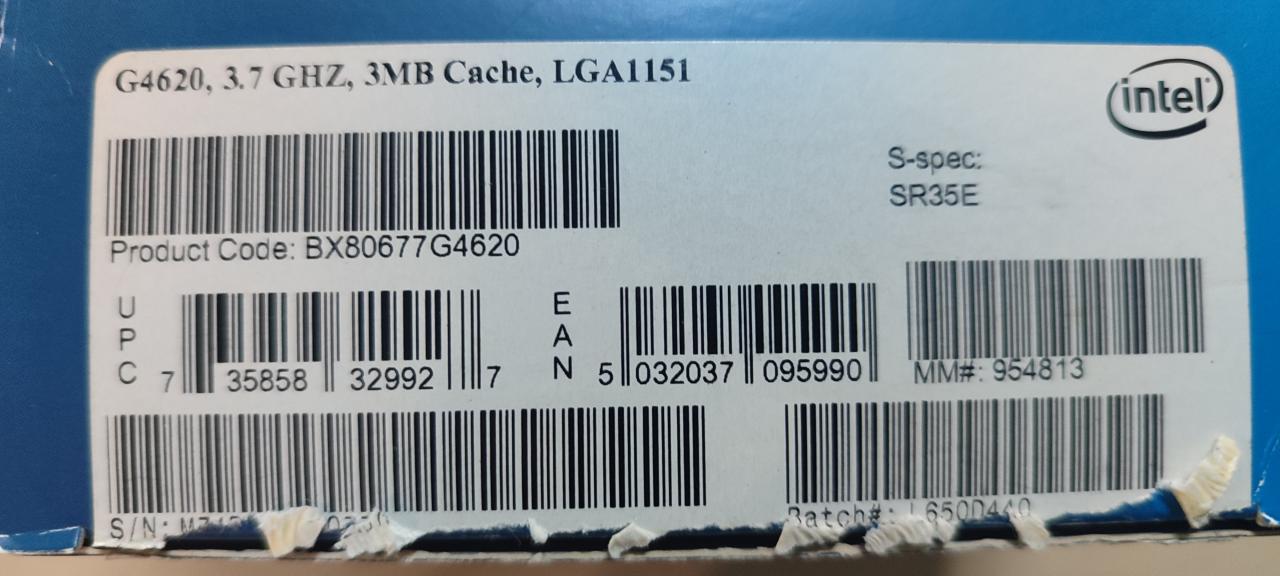 G4620, 3.7 GHZ, 3MB Cache, LGA1151
intel
S-spec:
SR35E
Product Code: BX80677G4620
UPC
7 35858 32992 7
EAN
5 032037 095990
MM#: 954813
S/N:
Batch#: L650D440